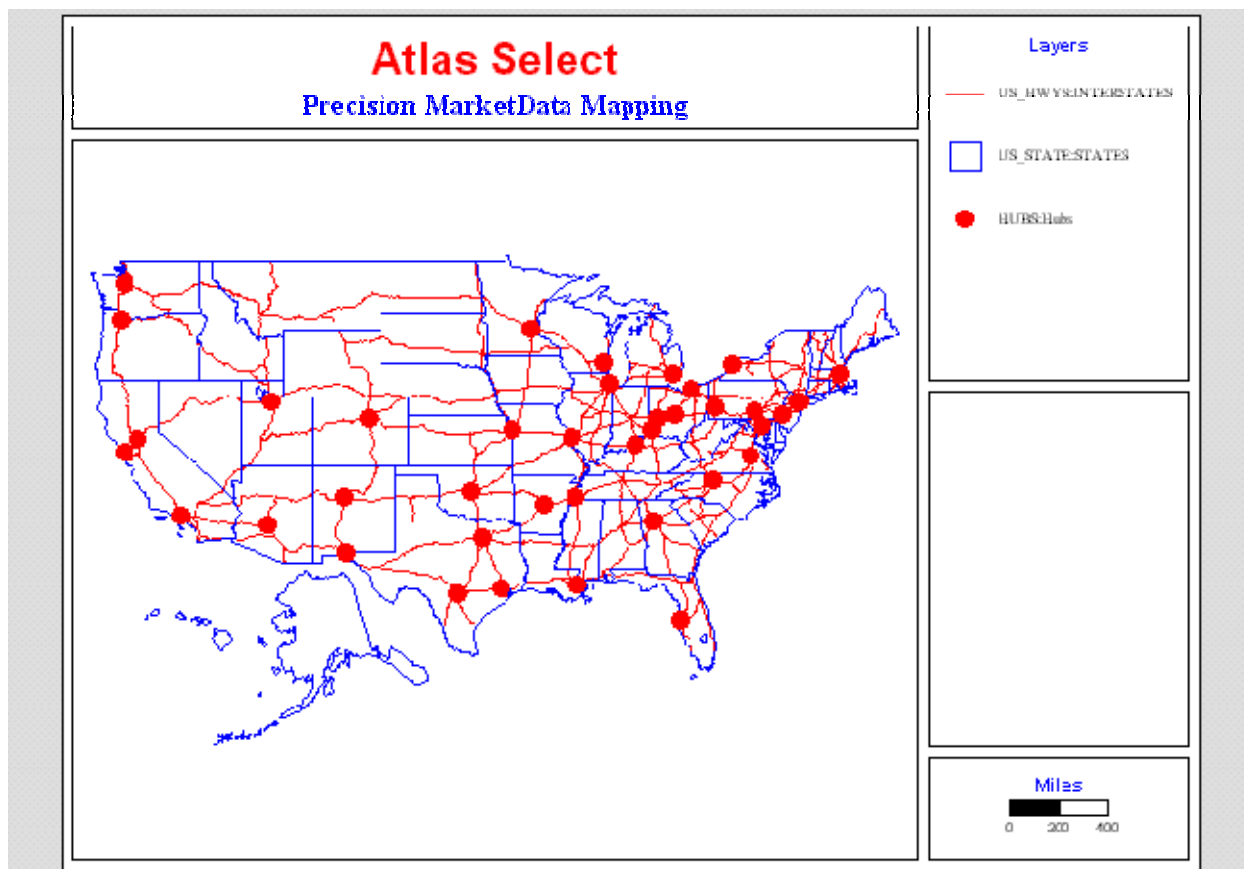 Atlas Select
Precision MarketData Mapping
Layers
US_HWYS:INTERSTATES
US_STATE:STATES
HUBS:Hubs
Miles
0 200 400